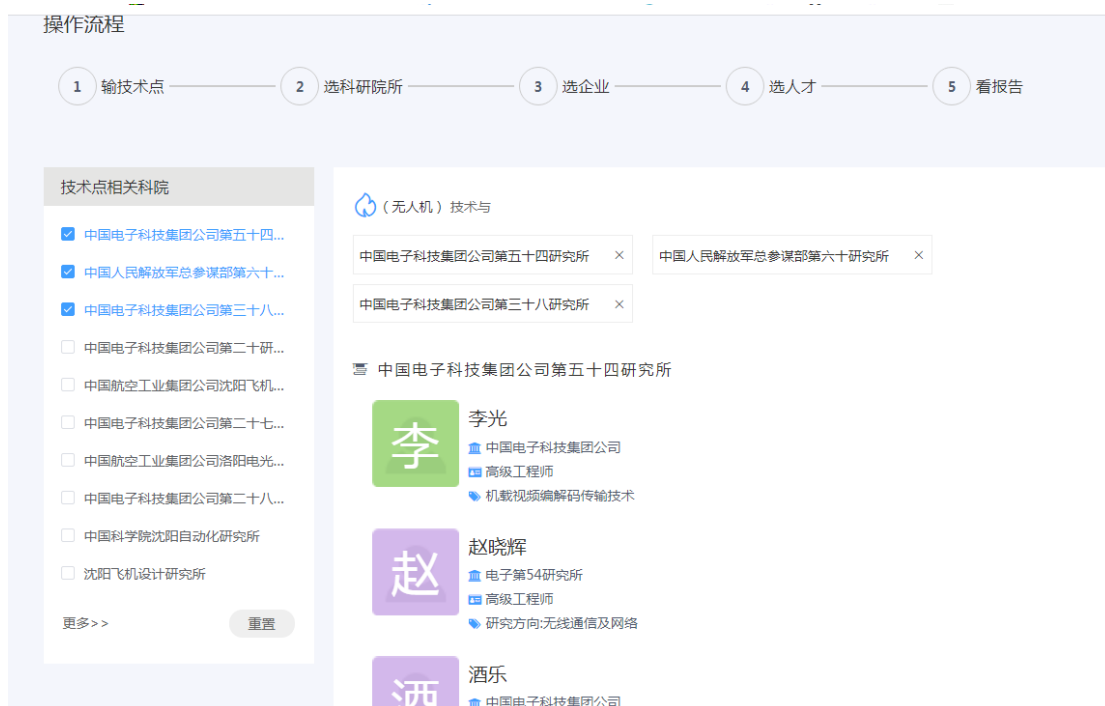 操作流程
1 输技术点 2 选科研院所 3 选企业 4 选人才 5 看报告
技术点相关科院
中国电子科技集团公司第五十四...
中国人民解放军总参谋部第六十...
中国电子科技集团公司第三十八...
中国电子科技集团公司第二十研...
中国航空工业集团公司沈阳飞机...
中国电子科技集团公司第二十七...
中国航空工业集团公司洛阳电光...
中国电子科技集团公司第二十八...
中国科学院沈阳自动化研究所
沈阳飞机设计研究所
更多>> 重置
（无人机）技术与
中国电子科技集团公司第五十四研究所 × 中国人民解放军总参谋部第六十研究所 ×
中国电子科技集团公司第三十八研究所 ×
中国电子科技集团公司第五十四研究所
李
李光
中国电子科技集团公司
高级工程师
机载视频编解码传输技术
赵
赵晓辉
电子第54研究所
高级工程师
研究方向:无线通信及网络
酒
酒乐
中国电子科技集团公司